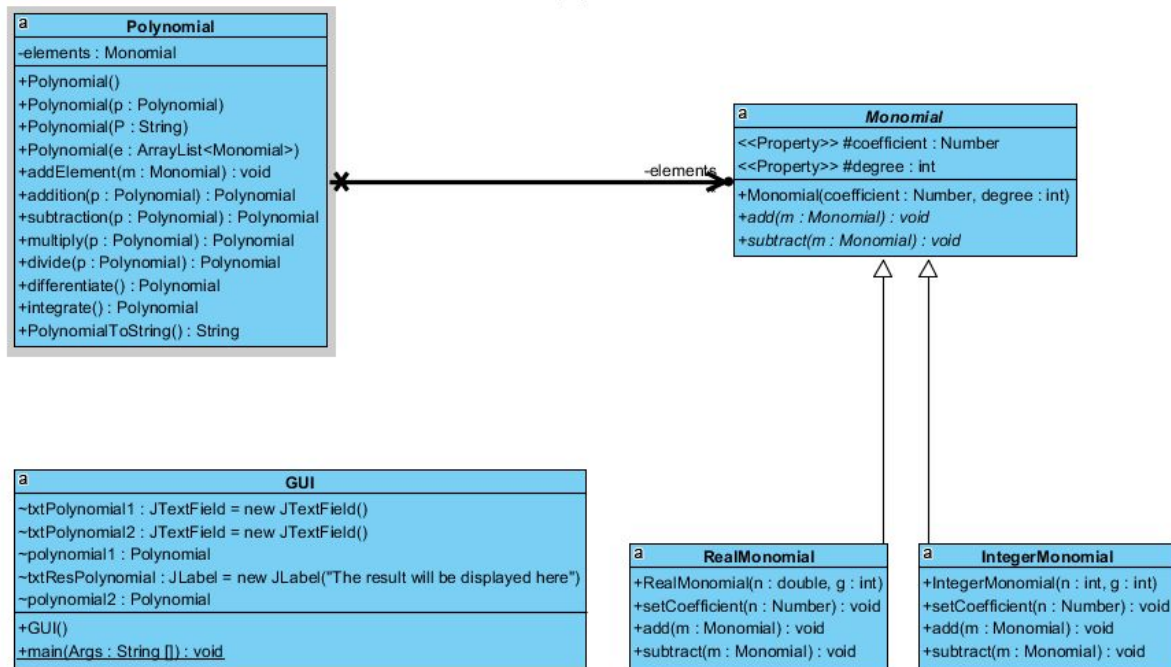 a
Polynomial
-elements : Monomial
+Polynomial()
+Polynomial(p : Polynomial)
+Polynomial(P : String)
+Polynomial(e : ArrayList<Monomial>)
+addElement(m : Monomial) : void
+addition(p : Polynomial) : Polynomial
+subtraction(p : Polynomial) : Polynomial
+multiply(p : Polynomial) : Polynomial
+divide(p : Polynomial) : Polynomial
+differentiate() : Polynomial
+integrate() : Polynomial
+PolynomialToString() : String
-elements
a
Monomial
<<Property>> #coefficient : Number
<<Property>> #degree : int
+Monomial(coefficient : Number, degree : int)
+add(m : Monomial) : void
+subtract(m : Monomial) : void
a
GUI
~txtPolynomial1 : JTextField = new JTextField()
~txtPolynomial2 : JTextField = new JTextField()
~polynomial1 : Polynomial
~txtResPolynomial : JLabel = new JLabel("The result will be displayed here")
~polynomial2 : Polynomial
+GUI()
+main(Args : String []) : void
a
RealMonomial
+RealMonomial(n : double, g : int)
+setCoefficient(n : Number) : void
+add(m : Monomial) : void
+subtract(m : Monomial) : void
a
IntegerMonomial
+IntegerMonomial(n : int, g : int)
+setCoefficient(n : Number) : void
+add(m : Monomial) : void
+subtract(m : Monomial) : void